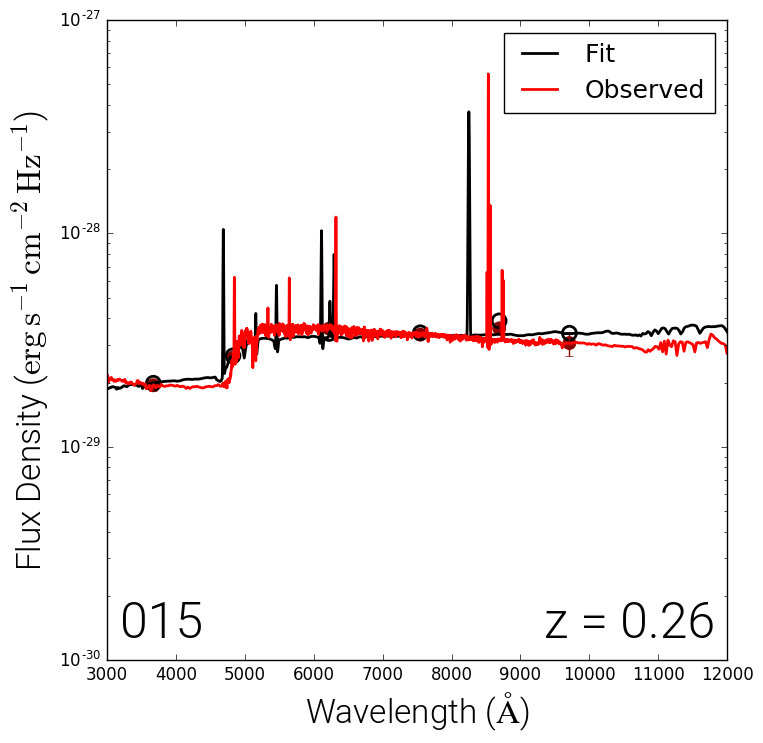 10^-27
10^-28
10^-29
10^-30
Flux Density (erg s^-1 cm^-2 Hz^-1)
Fit
Observed
015
z = 0.26
3000 4000 5000 6000 7000 8000 9000 10000 11000 12000
Wavelength (Å)